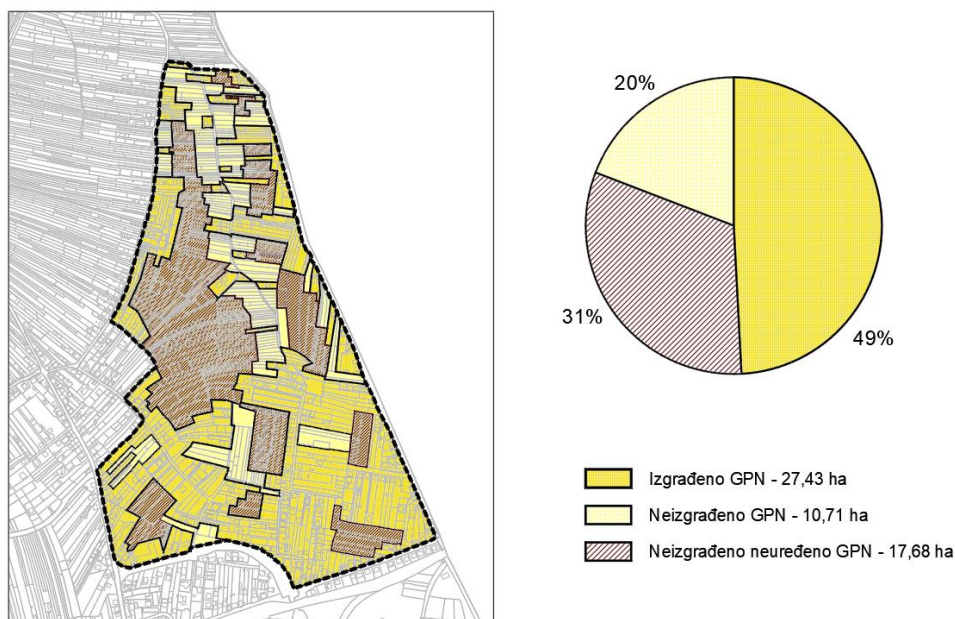 20%
31%
49%
Izgrađeno GPN - 27,43 ha
Neizgrađeno GPN - 10,71 ha
Neizgrađeno neuređeno GPN - 17,68 ha